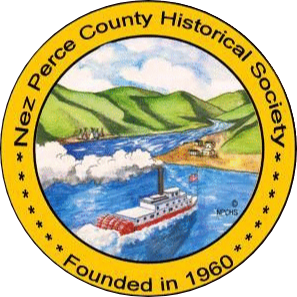 * Nez Perce County Historical Society *
© NPCHS
Founded in 1960